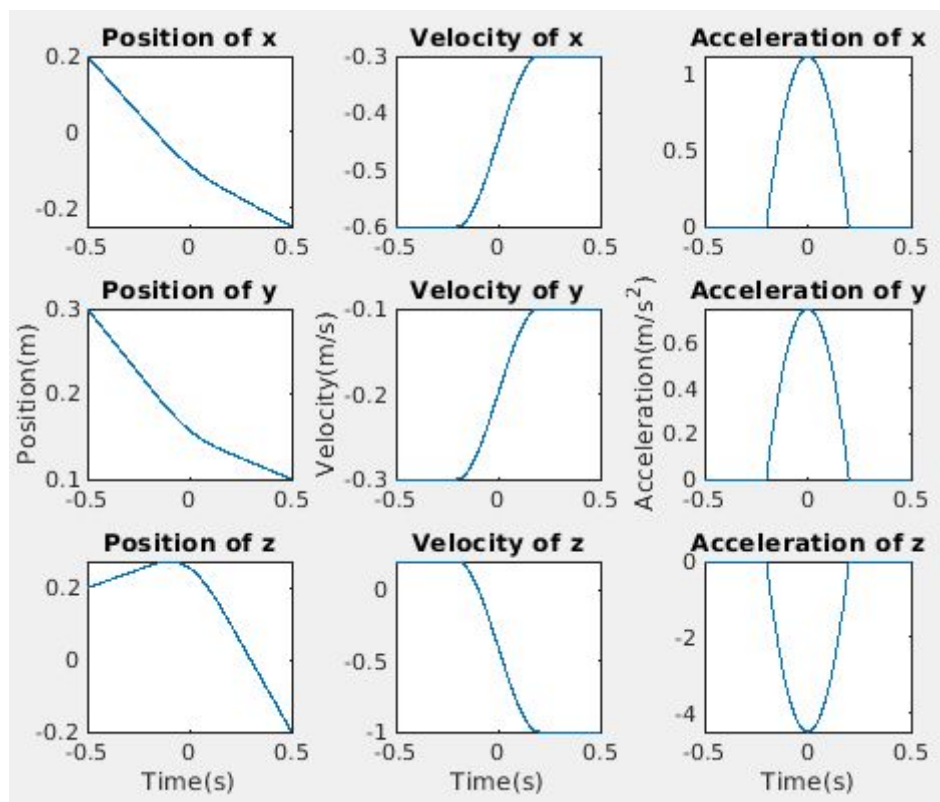 Position of x
0.2
0
-0.2
-0.5 0 0.5
Velocity of x
-0.3
-0.4
-0.5
-0.6
-0.5 0 0.5
Acceleration of x
1
0.5
0
-0.5 0 0.5
Position of y
Position(m)
0.3
0.2
0.1
-0.5 0 0.5
Velocity of y
Velocity(m/s)
-0.1
-0.2
-0.3
-0.5 0 0.5
Acceleration of y
Acceleration(m/s²)
0.6
0.4
0.2
0
-0.5 0 0.5
Position of z
0.2
0
-0.2
-0.5 0 0.5
Time(s)
Velocity of z
0
-0.5
-1
-0.5 0 0.5
Time(s)
Acceleration of z
0
-2
-4
-0.5 0 0.5
Time(s)